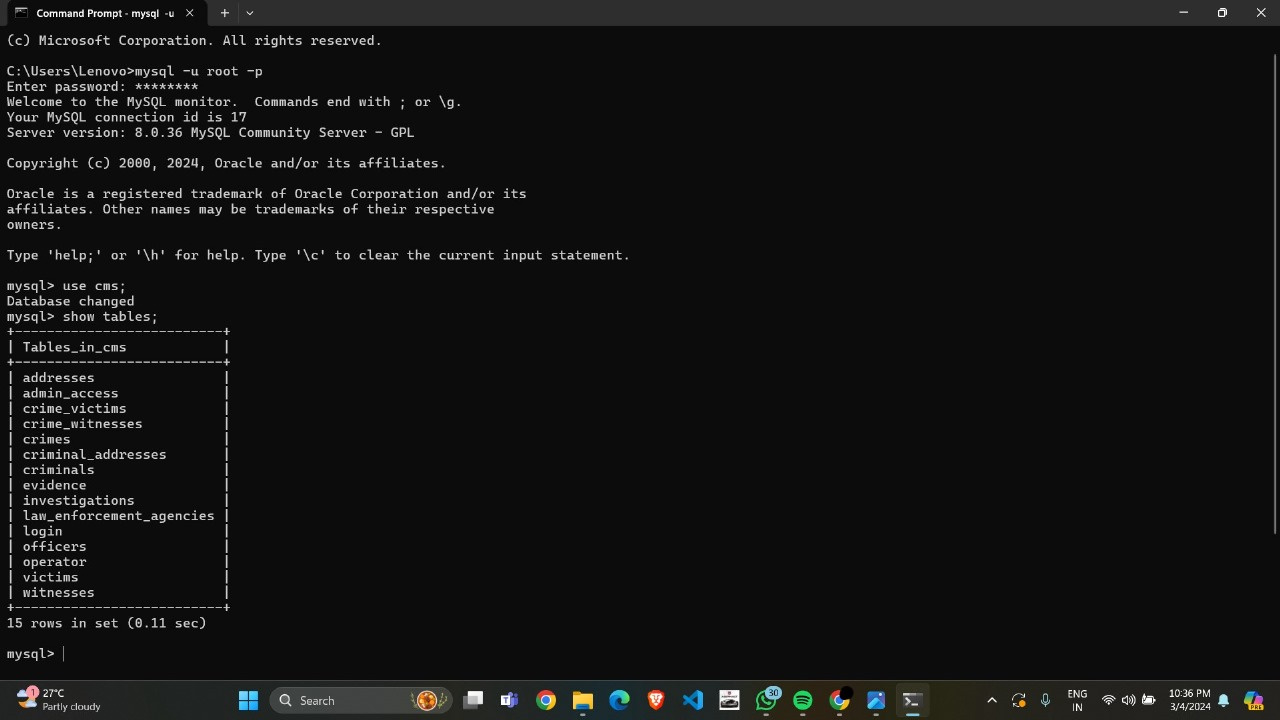 Command Prompt - mysql -u
(c) Microsoft Corporation. All rights reserved.
C:\Users\Lenovo>mysql -u root -p
Enter password: ********
Welcome to the MySQL monitor.  Commands end with ; or \g.
Your MySQL connection id is 17
Server version: 8.0.36 MySQL Community Server - GPL
Copyright (c) 2000, 2024, Oracle and/or its affiliates.
Oracle is a registered trademark of Oracle Corporation and/or its
affiliates. Other names may be trademarks of their respective
owners.
Type 'help;' or '\h' for help. Type '\c' to clear the current input statement.
mysql> use cms;
Database changed
mysql> show tables;
+--------------------------+
| Tables_in_cms            |
+--------------------------+
| addresses                |
| admin_access             |
| crime_victims            |
| crime_witnesses          |
| crimes                   |
| criminal_addresses       |
| criminals                |
| evidence                 |
| investigations           |
| law_enforcement_agencies |
| login                    |
| officers                 |
| operator                 |
| victims                  |
| witnesses                |
+--------------------------+
15 rows in set (0.11 sec)
mysql>
1 27°C
Partly cloudy
Search
30
ENG
IN
10:36 PM
3/4/2024
PRE